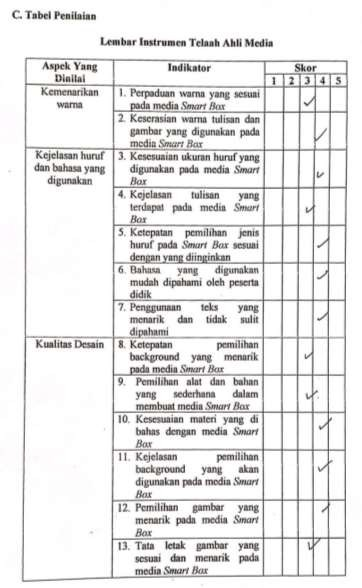 C. Tabel Penilaian
Lembar Instrumen Telaah Ahli Media
Aspek Yang Dinilai
Indikator
Skor
1 2 3 4 5
Kemenarikan
warna
1. Perpaduan warna yang sesuai
pada media Smart Box
2. Keserasian warna tulisan dan
gambar yang digunakan pada
media Smart Box
Kejelasan huruf
dan bahasa yang
digunakan
3. Kesesuaian ukuran huruf yang
digunakan pada media Smart
Box
4. Kejelasan tulisan yang
terdapat pada media Smart
Box
5. Ketepatan pemilihan jenis
huruf pada Smart Box sesuai
dengan yang diinginkan
6. Bahasa yang digunakan
mudah dipahami oleh peserta
didik
7. Penggunaan teks yang
menarik dan tidak sulit
dipahami
Kualitas Desain
8. Ketepatan pemilihan
background yang menarik
pada media Smart Box
9. Pemilihan alat dan bahan
yang sederhana dalam
membuat media Smart Box
10. Kesesuaian materi yang di
bahas dengan media Smart
Box
11. Kejelasan pemilihan
background yang akan
digunakan pada media Smart
Box
12. Pemilihan gambar yang
menarik pada media Smart
Box
13. Tata letak gambar yang
sesuai dan menarik pada
media Smart Box